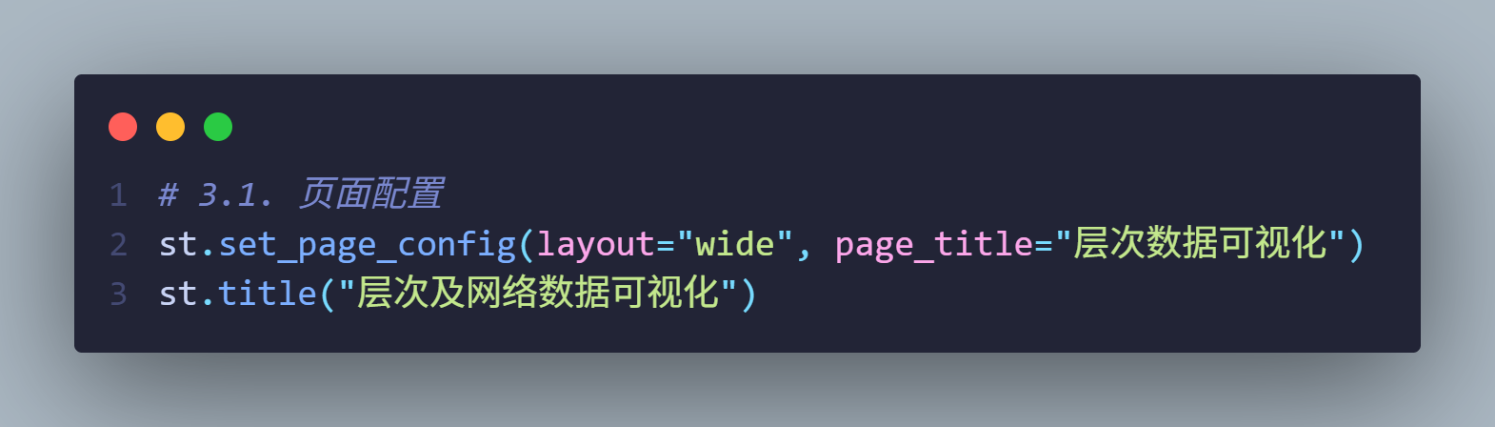 1 # 3.1. 页面配置
2 st.set_page_config(layout="wide", page_title="层次数据可视化")
3 st.title("层次及网络数据可视化")